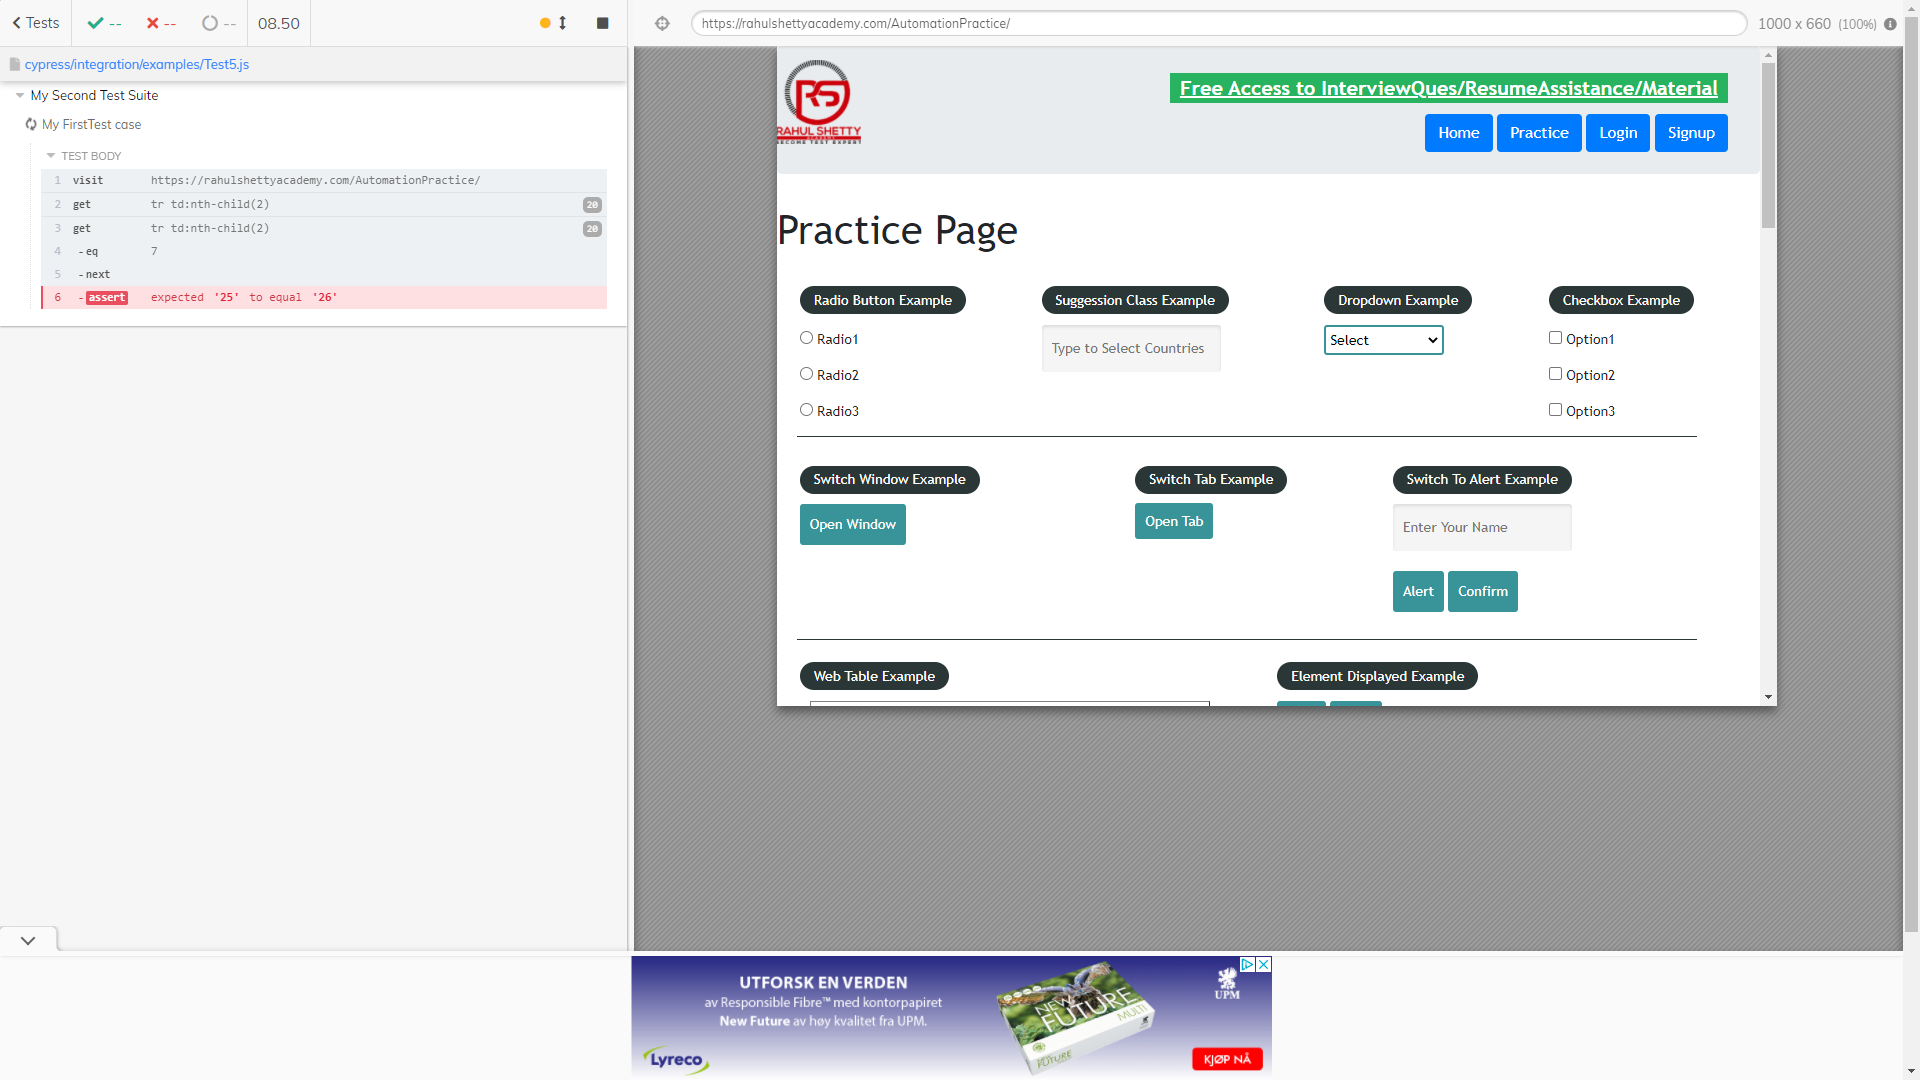 Tests
--
--
--
08.50
https://rahulshettyacademy.com/AutomationPractice/
1000 x 660 (100%)
cypress/integration/examples/Test5.js
My Second Test Suite
My FirstTest case
TEST BODY
1 visit https://rahulshettyacademy.com/AutomationPractice/
2 get tr td:nth-child(2) 20
3 get tr td:nth-child(2) 20
4 -eq 7
5 -next
6 -assert expected '25' to equal '26'
RS
RAHUL SHETTY
ACADEMY
BECOME TEST EXPERT
Free Access to InterviewQues/ResumeAssistance/Material
Home Practice Login Signup
Practice Page
Radio Button Example
Radio1
Radio2
Radio3
Suggession Class Example
Type to Select Countries
Dropdown Example
Select
Checkbox Example
Option1
Option2
Option3
Switch Window Example
Open Window
Switch Tab Example
Open Tab
Switch To Alert Example
Enter Your Name
Alert Confirm
Web Table Example
Element Displayed Example
UTFORSK EN VERDEN
av Responsible Fibre™ med kontorpapiret
New Future av høy kvalitet fra UPM.
Lyreco
NEW
FUTURE
MULTI
FUTURE
UPM
KJØP NÅ